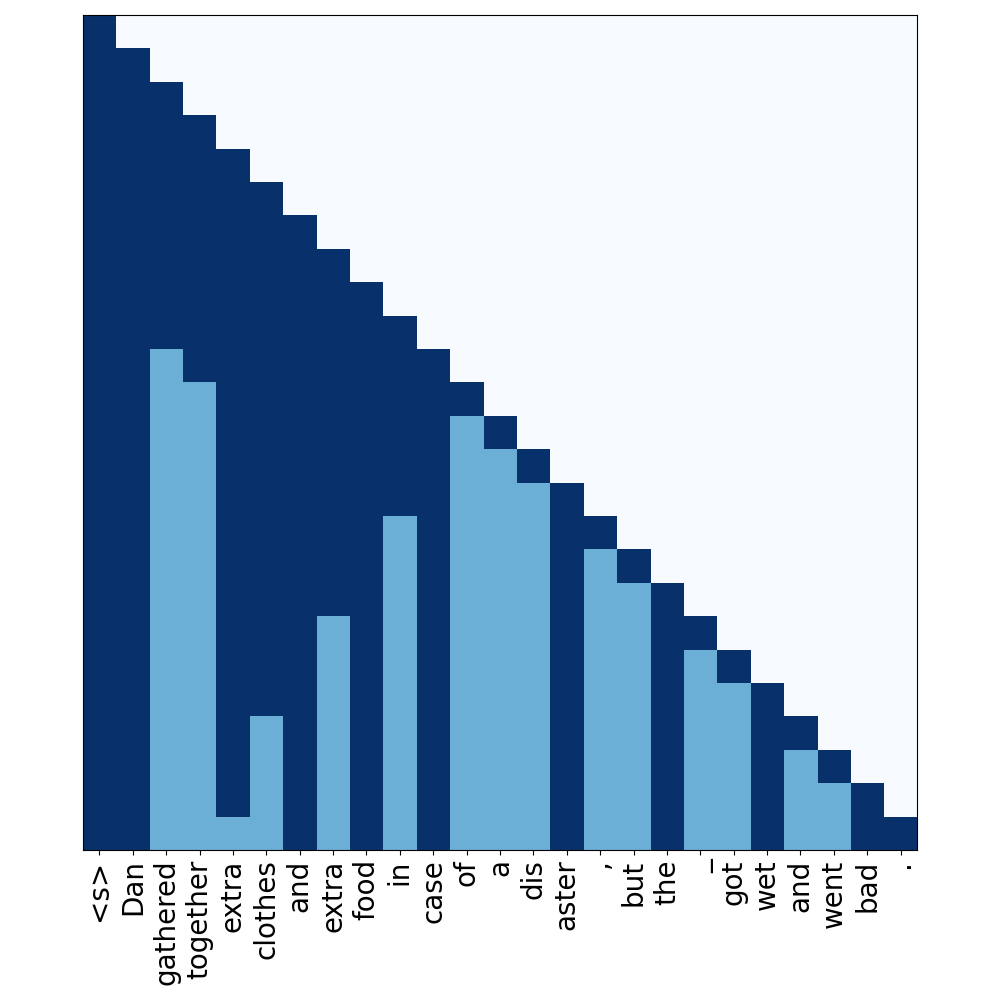 <s> Dan gathered together extra clothes and extra food in case of a dis aster , but the _ got wet and went bad .